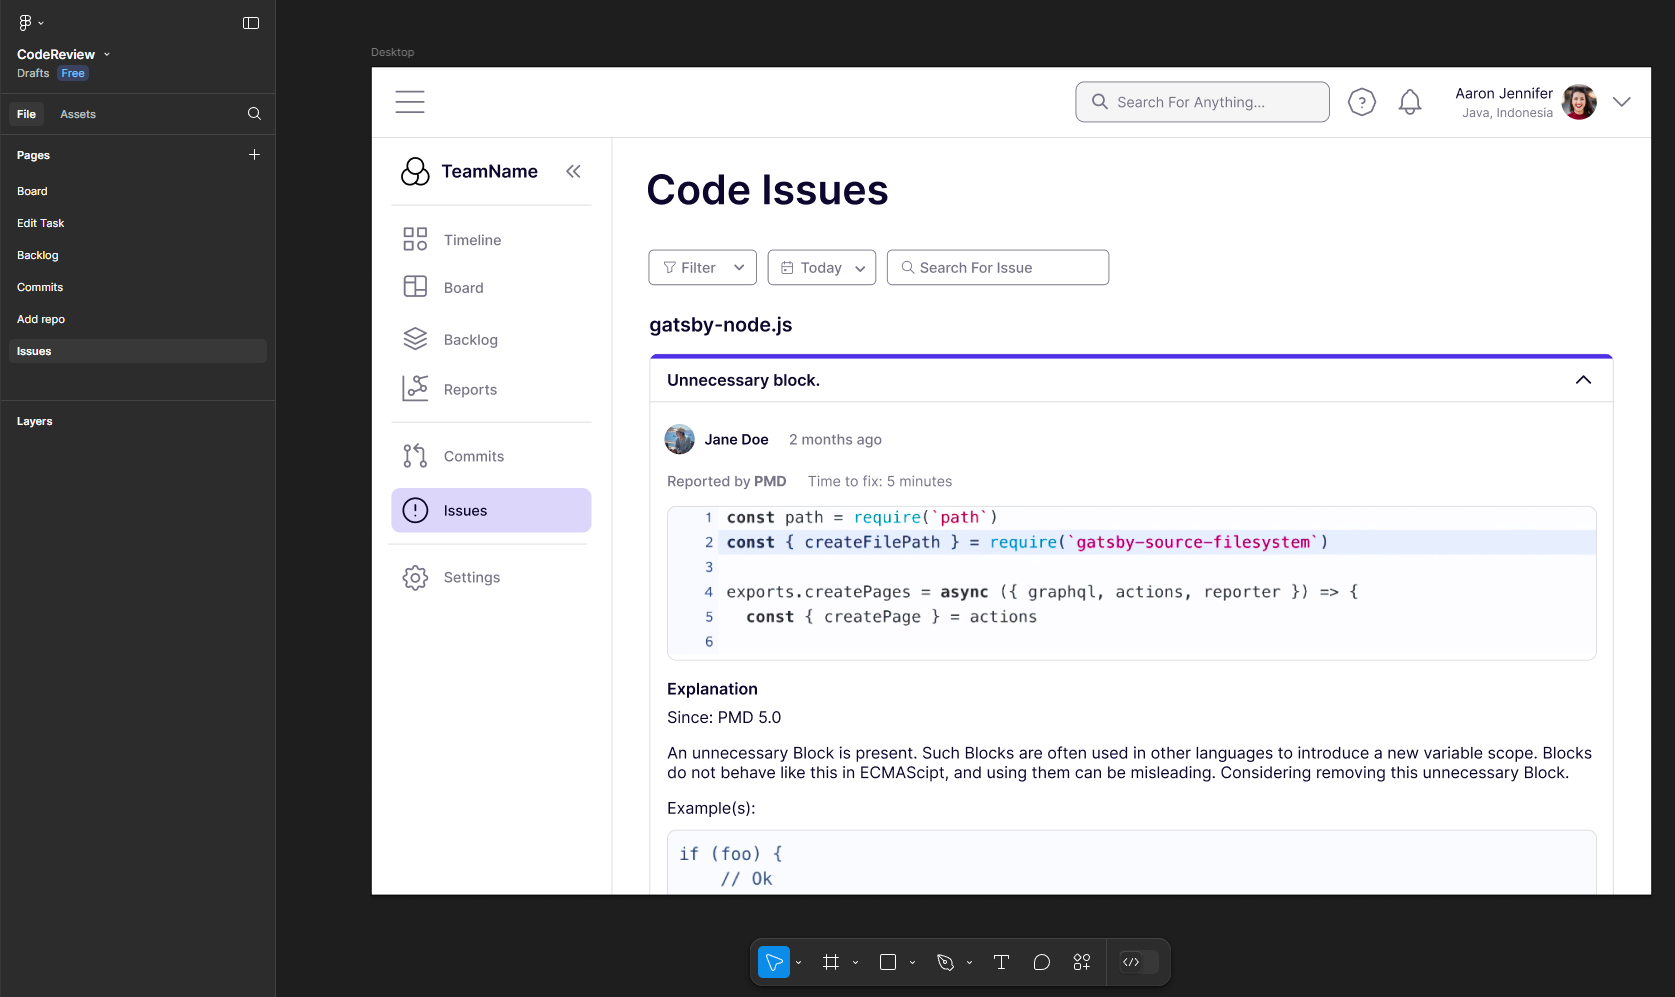 CodeReview
Drafts Free
File Assets
Pages
Board
Edit Task
Backlog
Commits
Add repo
Issues
Layers
Desktop
Search For Anything...
?
Aaron Jennifer
Java, Indonesia
TeamName
Timeline
Board
Backlog
Reports
Commits
Issues
Settings
Code Issues
Filter
Today
Search For Issue
gatsby-node.js
Unnecessary block.
Jane Doe 2 months ago
Reported by PMD Time to fix: 5 minutes
1 const path = require(`path`)
2 const { createFilePath } = require(`gatsby-source-filesystem`)
3
4 exports.createPages = async ({ graphql, actions, reporter }) => {
5 const { createPage } = actions
6
Explanation
Since: PMD 5.0
An unnecessary Block is present. Such Blocks are often used in other languages to introduce a new variable scope. Blocks
do not behave like this in ECMAScipt, and using them can be misleading. Considering removing this unnecessary Block.
Example(s):
if (foo) {
// Ok